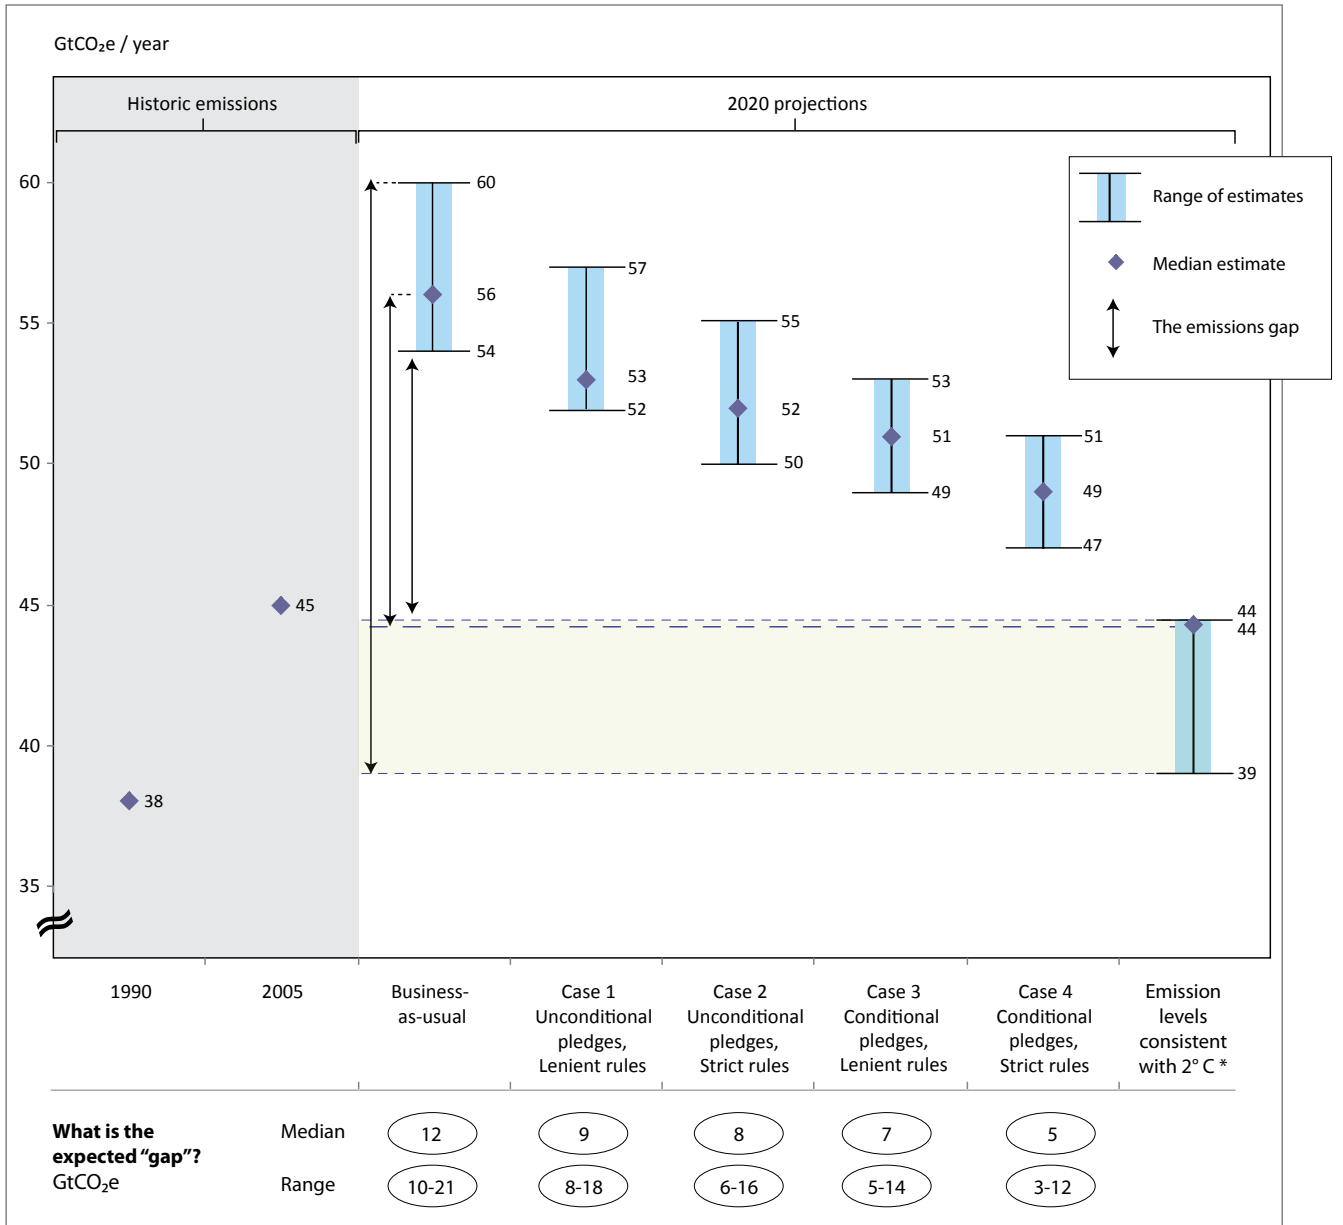 GtCO₂e / year
Historic emissions
2020 projections
60
55
50
45
40
35
Range of estimates
Median estimate
The emissions gap
38
45
60
56
54
57
53
52
55
52
50
53
51
49
51
49
47
44
44
39
1990
2005
Business-
as-usual
Case 1
Unconditional
pledges,
Lenient rules
Case 2
Unconditional
pledges,
Strict rules
Case 3
Conditional
pledges,
Lenient rules
Case 4
Conditional
pledges,
Strict rules
Emission
levels
consistent
with 2° C *
What is the
expected “gap”?
GtCO₂e
Median
12
9
8
7
5
Range
10-21
8-18
6-16
5-14
3-12